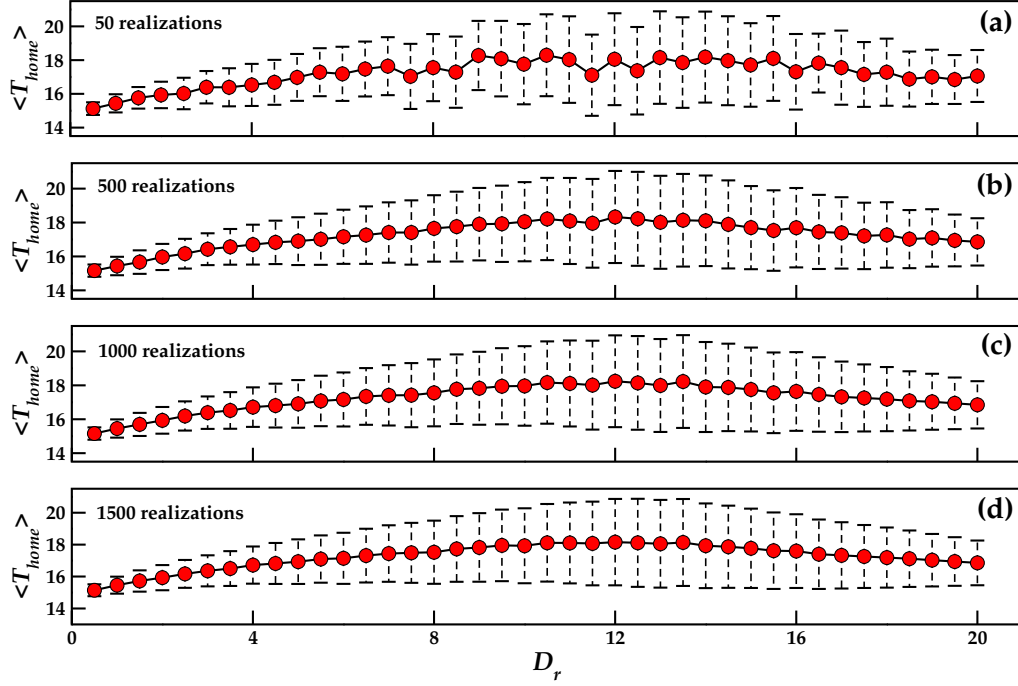 50 realizations
(a)
<T_home>
20
18
16
14
500 realizations
(b)
<T_home>
20
18
16
14
1000 realizations
(c)
<T_home>
20
18
16
14
1500 realizations
(d)
<T_home>
20
18
16
14
0 4 8 12 16 20
D_r